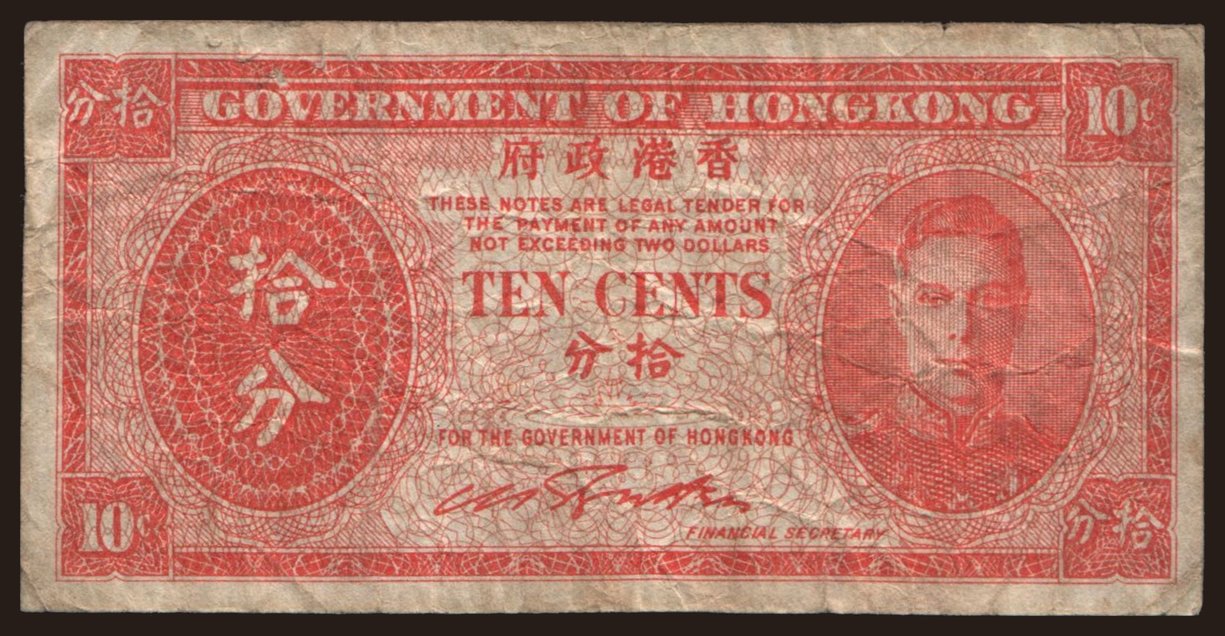 分拾
GOVERNMENT OF HONGKONG
10¢
府政港香
THESE NOTES ARE LEGAL TENDER FOR
THE PAYMENT OF ANY AMOUNT
NOT EXCEEDING TWO DOLLARS
TEN CENTS
分拾
拾
分
FOR THE GOVERNMENT OF HONGKONG
FINANCIAL SECRETARY
10¢
分拾